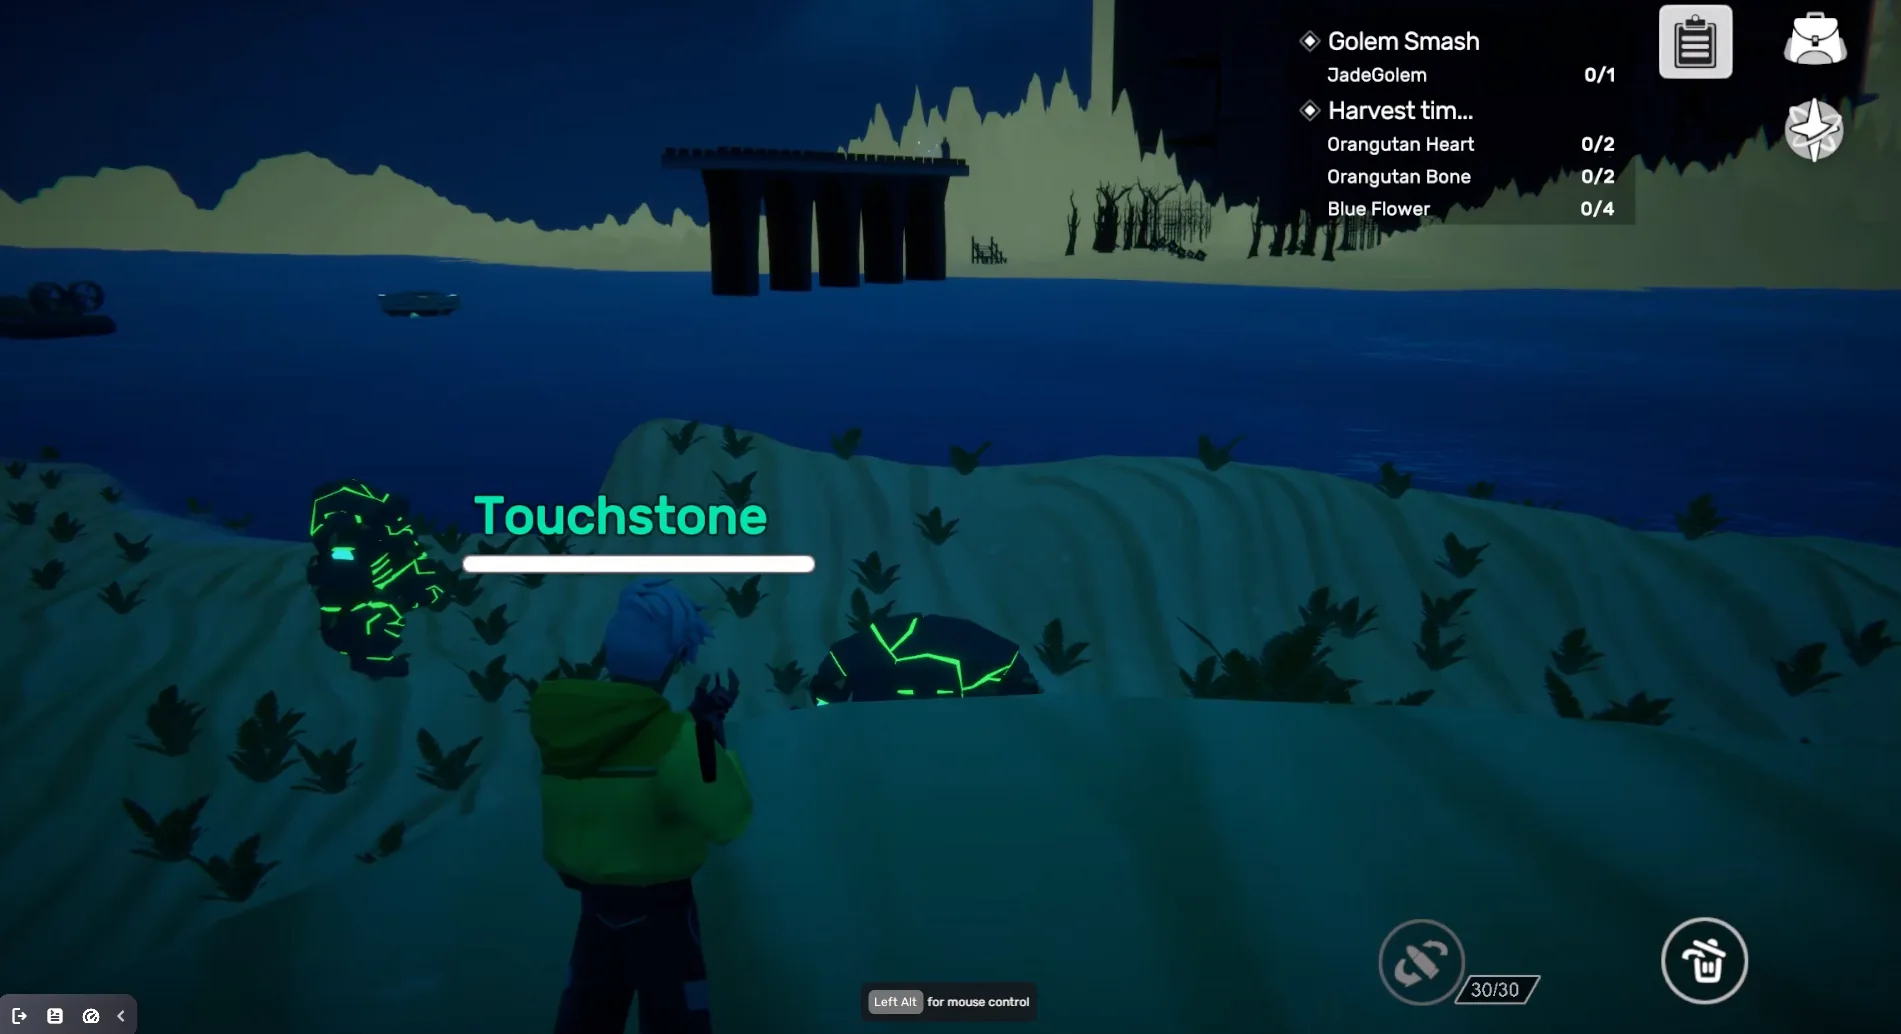 Golem Smash
JadeGolem 0/1
Harvest tim...
Orangutan Heart 0/2
Orangutan Bone 0/2
Blue Flower 0/4
Touchstone
30/30
Left Alt for mouse control